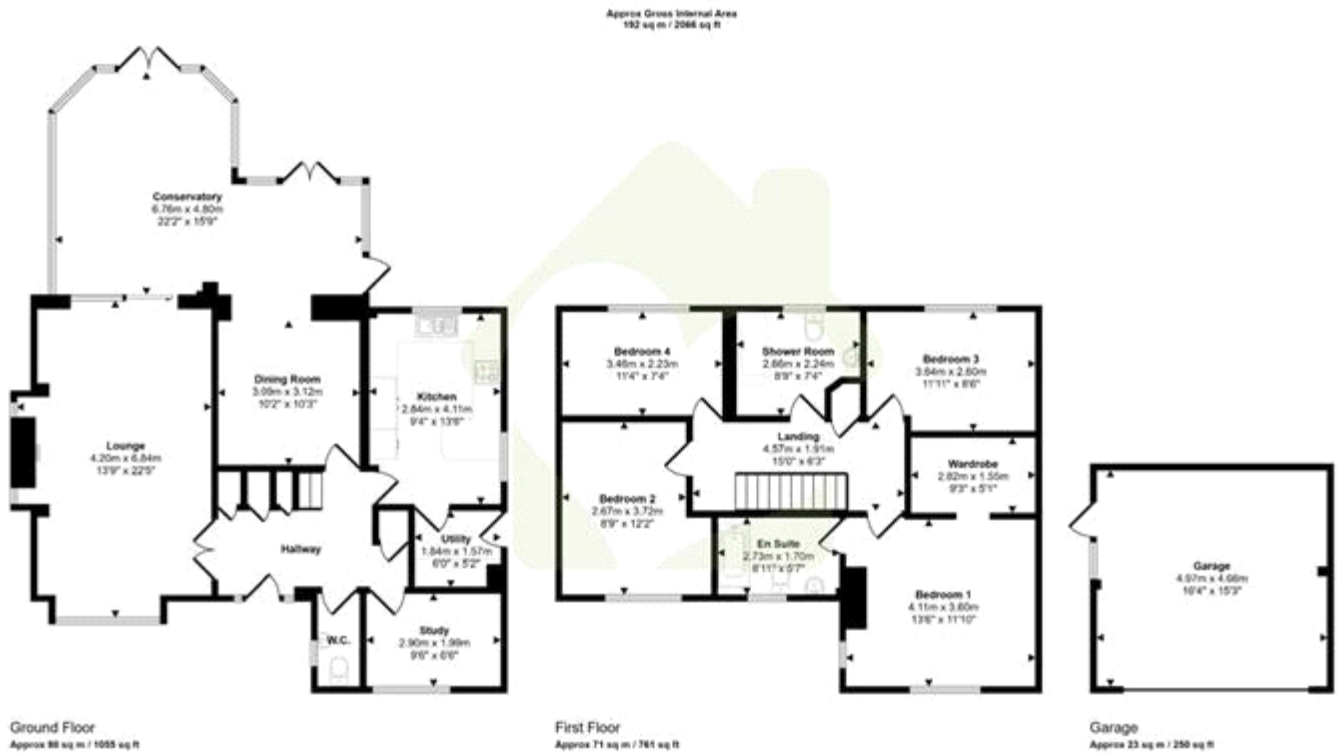 Approx Gross Internal Area
192 sq m / 2066 sq ft
Conservatory
6.76m x 4.80m
22'2" x 15'9"
Lounge
4.20m x 6.84m
13'9" x 22'5"
Dining Room
3.09m x 3.12m
10'2" x 10'3"
Kitchen
2.84m x 4.11m
9'4" x 13'6"
Hallway
Utility
1.84m x 1.57m
6'0" x 5'2"
W.C.
Study
2.90m x 1.99m
9'6" x 6'6"
Ground Floor
Approx 98 sq m / 1055 sq ft
Bedroom 4
3.46m x 2.23m
11'4" x 7'4"
Shower Room
2.66m x 2.24m
8'9" x 7'4"
Bedroom 3
3.64m x 2.60m
11'11" x 8'6"
Landing
4.57m x 1.91m
15'0" x 6'3"
Wardrobe
2.82m x 1.55m
9'3" x 5'1"
Bedroom 2
2.67m x 3.72m
8'9" x 12'2"
En Suite
2.73m x 1.70m
8'11" x 5'7"
Bedroom 1
4.11m x 3.60m
13'6" x 11'10"
First Floor
Approx 71 sq m / 761 sq ft
Garage
4.97m x 4.66m
16'4" x 15'3"
Garage
Approx 23 sq m / 250 sq ft